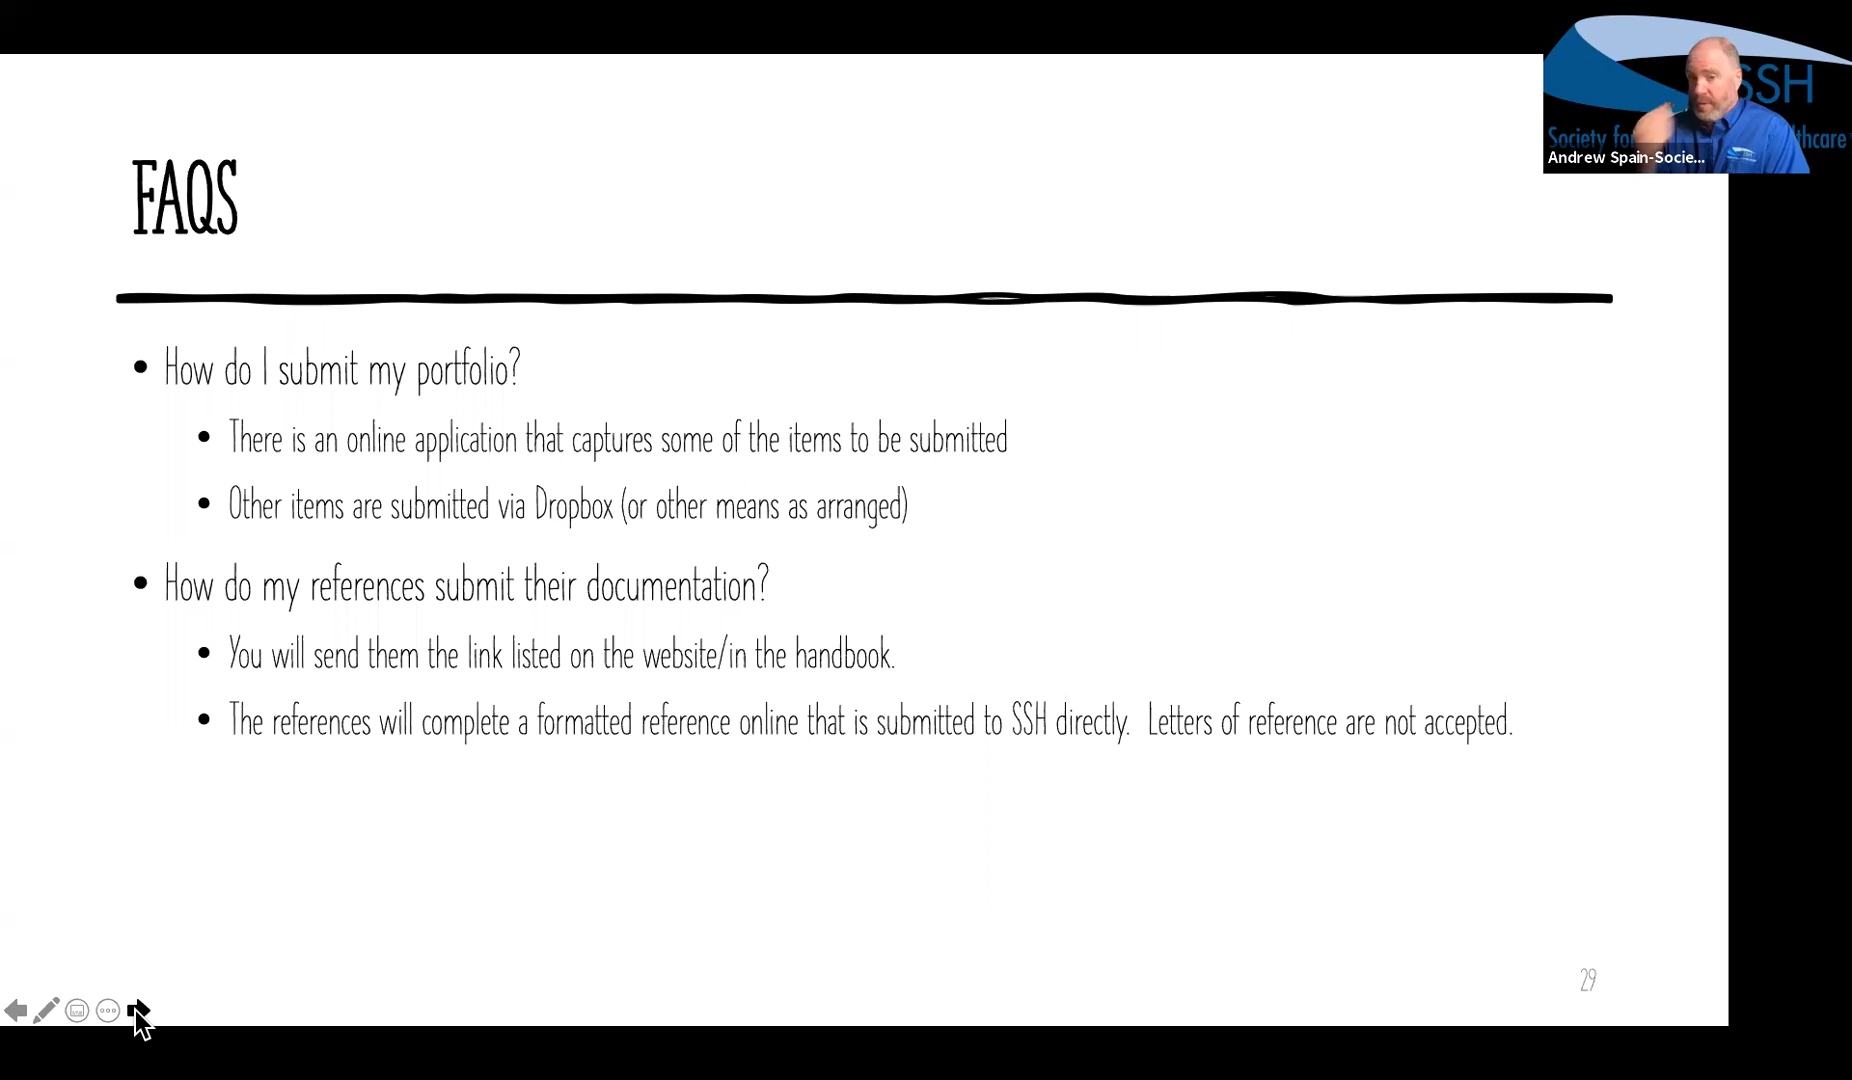 SSH
Society for lthcare
Andrew Spain-Socie...
FAQS
• How do I submit my portfolio?
• There is an online application that captures some of the items to be submitted
• Other items are submitted via Dropbox (or other means as arranged)
• How do my references submit their documentation?
• You will send them the link listed on the website/in the handbook.
• The references will complete a formatted reference online that is submitted to SSH directly. Letters of reference are not accepted.
29